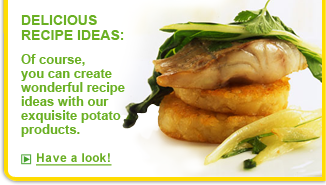 DELICIOUS
RECIPE IDEAS:
Of course,
you can create
wonderful recipe
ideas with our
exquisite potato
products.
Have a look!